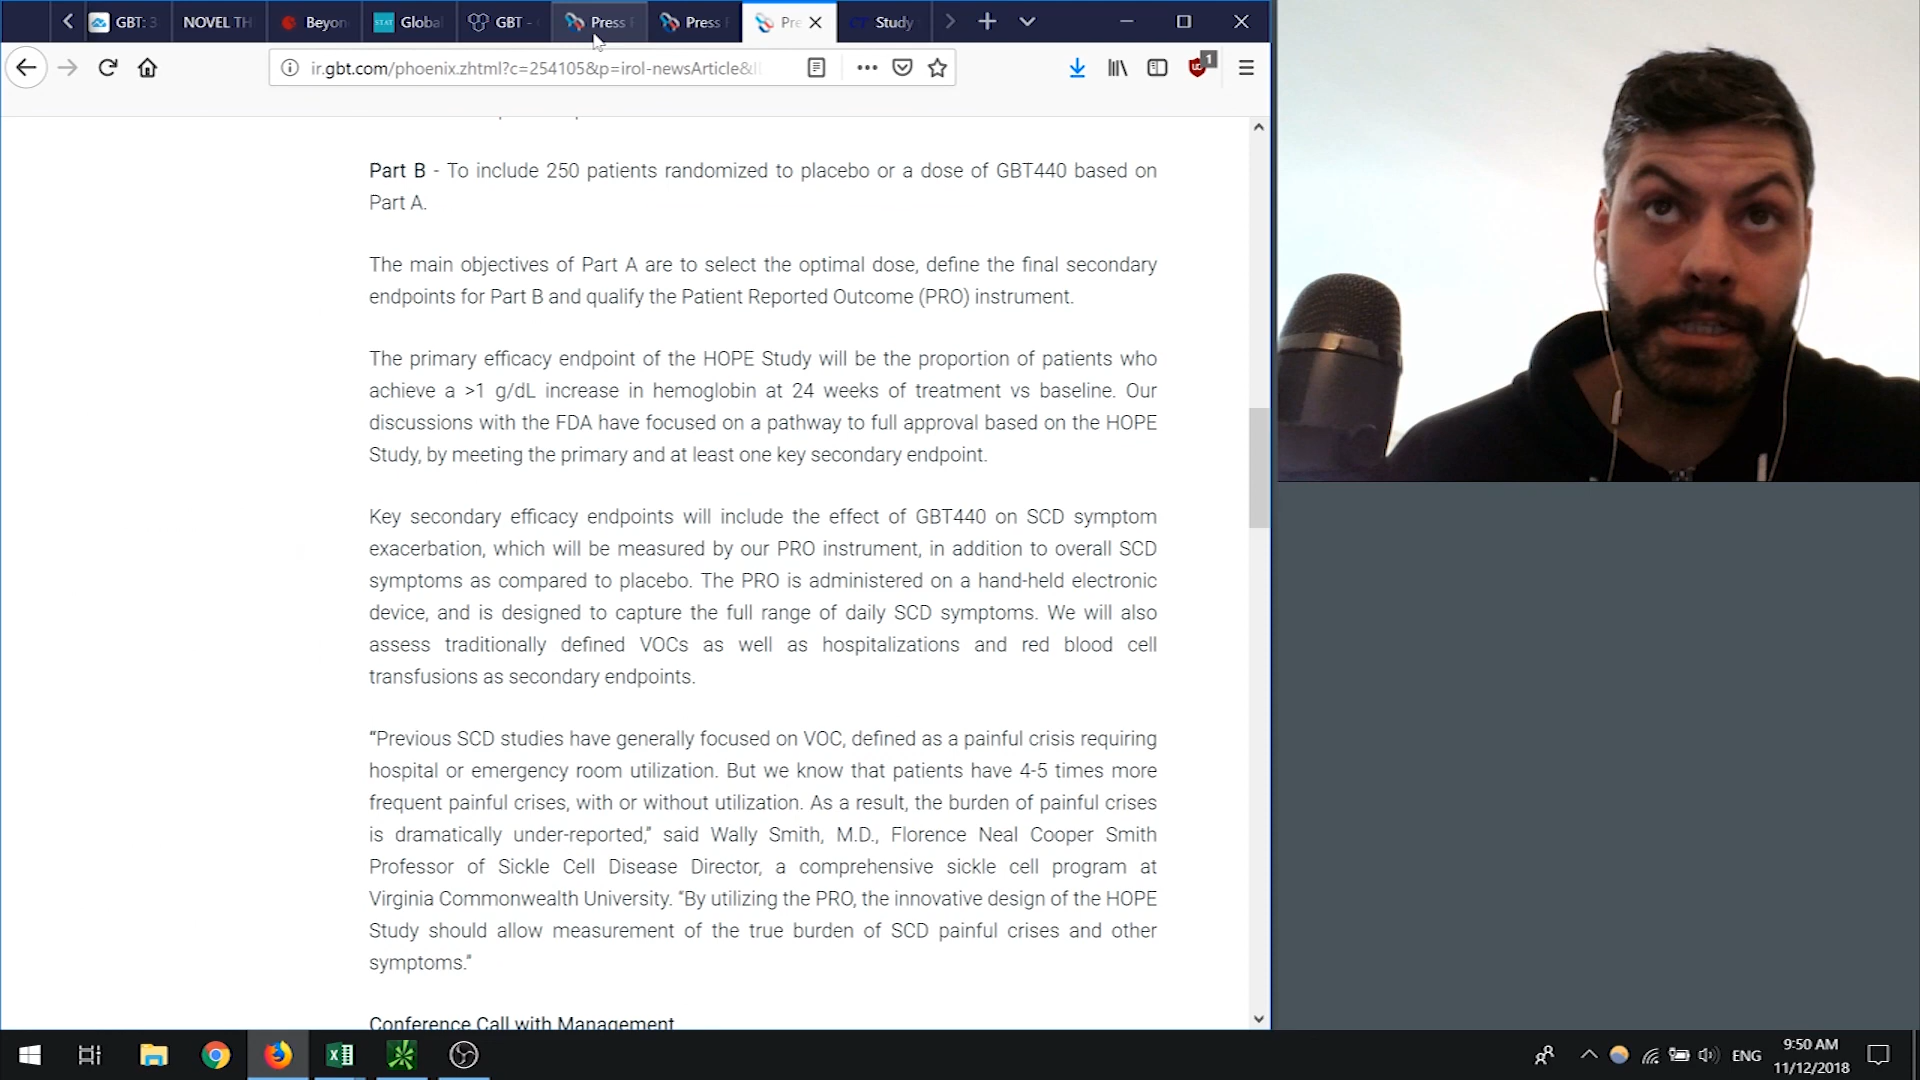 GBT: 3
NOVEL TH
Beyon
STAT Global
GBT -
Press
Press
Pre
Study
ir.gbt.com/phoenix.zhtml?c=254105&p=irol-newsArticle&
1
Part B - To include 250 patients randomized to placebo or a dose of GBT440 based on
Part A.
The main objectives of Part A are to select the optimal dose, define the final secondary
endpoints for Part B and qualify the Patient Reported Outcome (PRO) instrument.
The primary efficacy endpoint of the HOPE Study will be the proportion of patients who
achieve a >1 g/dL increase in hemoglobin at 24 weeks of treatment vs baseline. Our
discussions with the FDA have focused on a pathway to full approval based on the HOPE
Study, by meeting the primary and at least one key secondary endpoint.
Key secondary efficacy endpoints will include the effect of GBT440 on SCD symptom
exacerbation, which will be measured by our PRO instrument, in addition to overall SCD
symptoms as compared to placebo. The PRO is administered on a hand-held electronic
device, and is designed to capture the full range of daily SCD symptoms. We will also
assess traditionally defined VOCs as well as hospitalizations and red blood cell
transfusions as secondary endpoints.
“Previous SCD studies have generally focused on VOC, defined as a painful crisis requiring
hospital or emergency room utilization. But we know that patients have 4-5 times more
frequent painful crises, with or without utilization. As a result, the burden of painful crises
is dramatically under-reported,” said Wally Smith, M.D., Florence Neal Cooper Smith
Professor of Sickle Cell Disease Director, a comprehensive sickle cell program at
Virginia Commonwealth University. “By utilizing the PRO, the innovative design of the HOPE
Study should allow measurement of the true burden of SCD painful crises and other
symptoms.”
Conference Call with Management
ENG
9:50 AM
11/12/2018